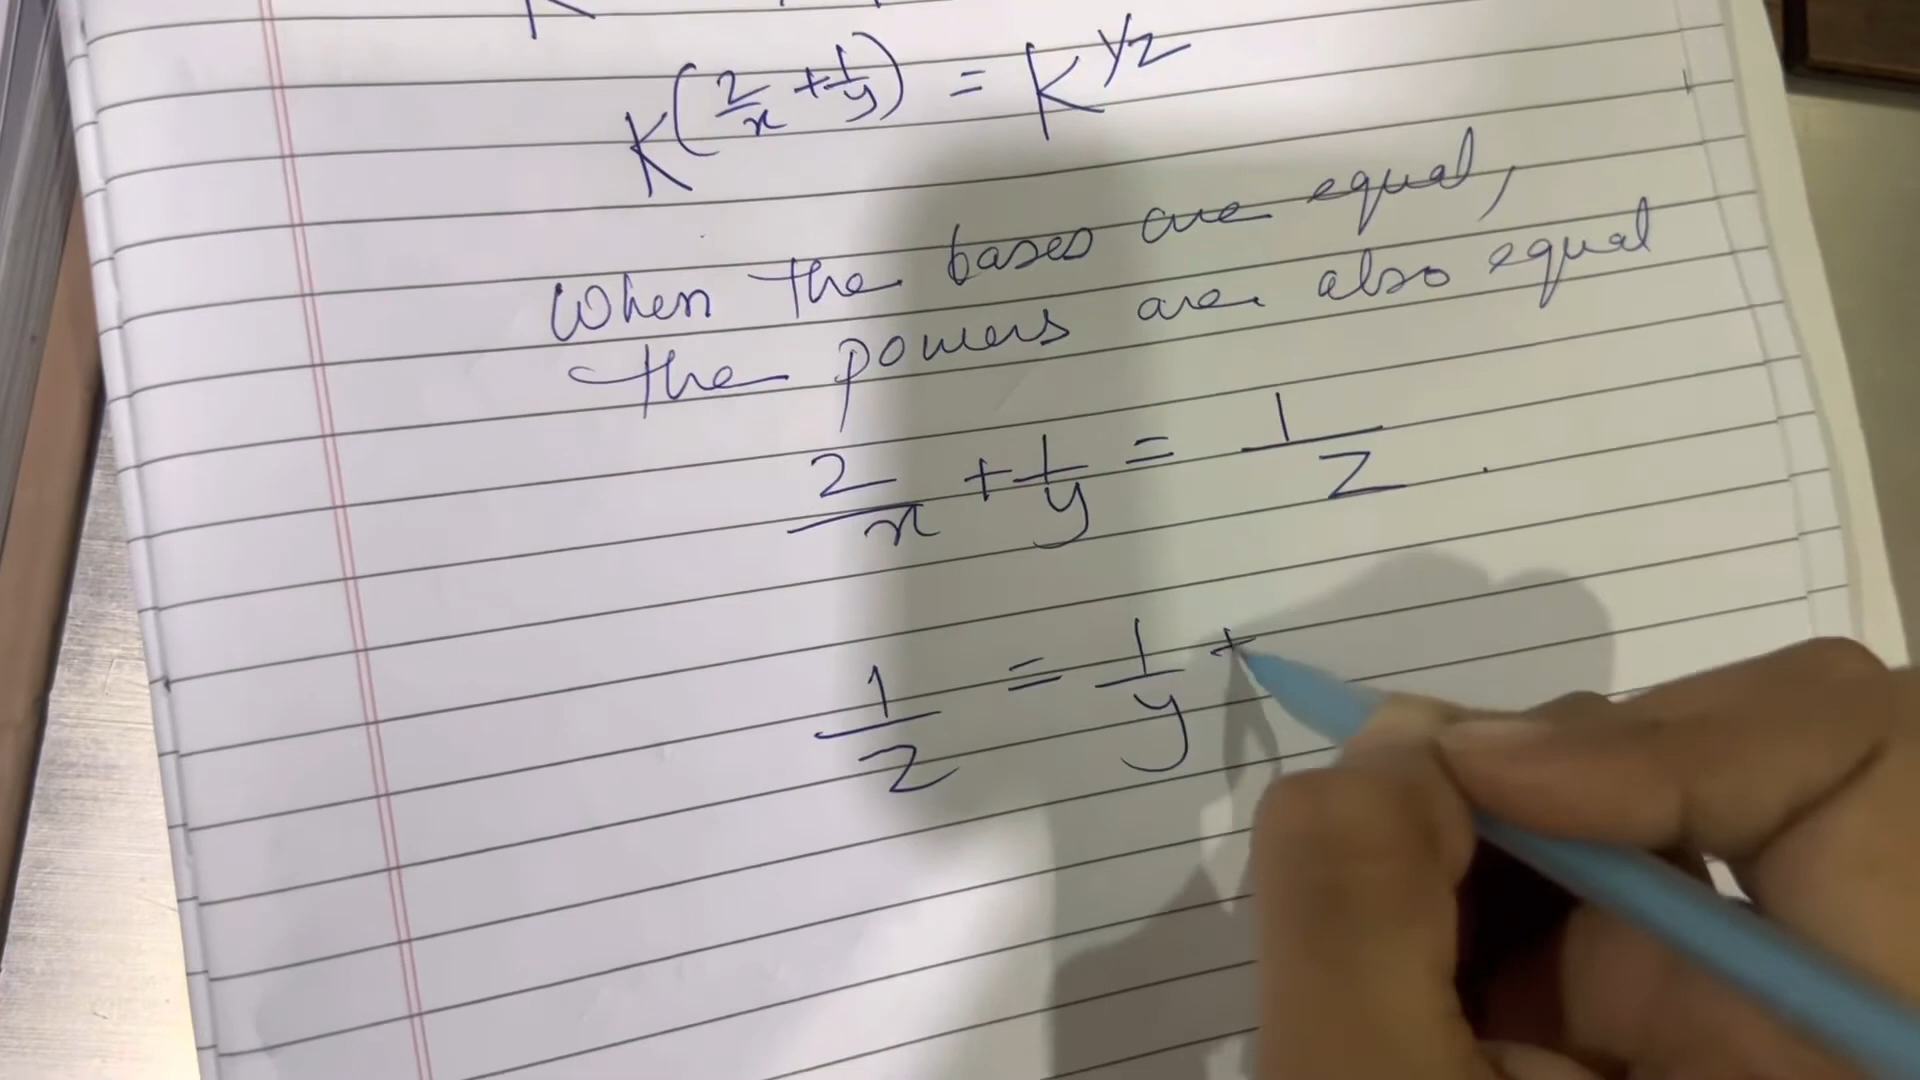 K^(2/x + 1/y) = K^1/z
When the bases are equal,
the powers are also equal
2/x + 1/y = 1/z
1/z = 1/y +